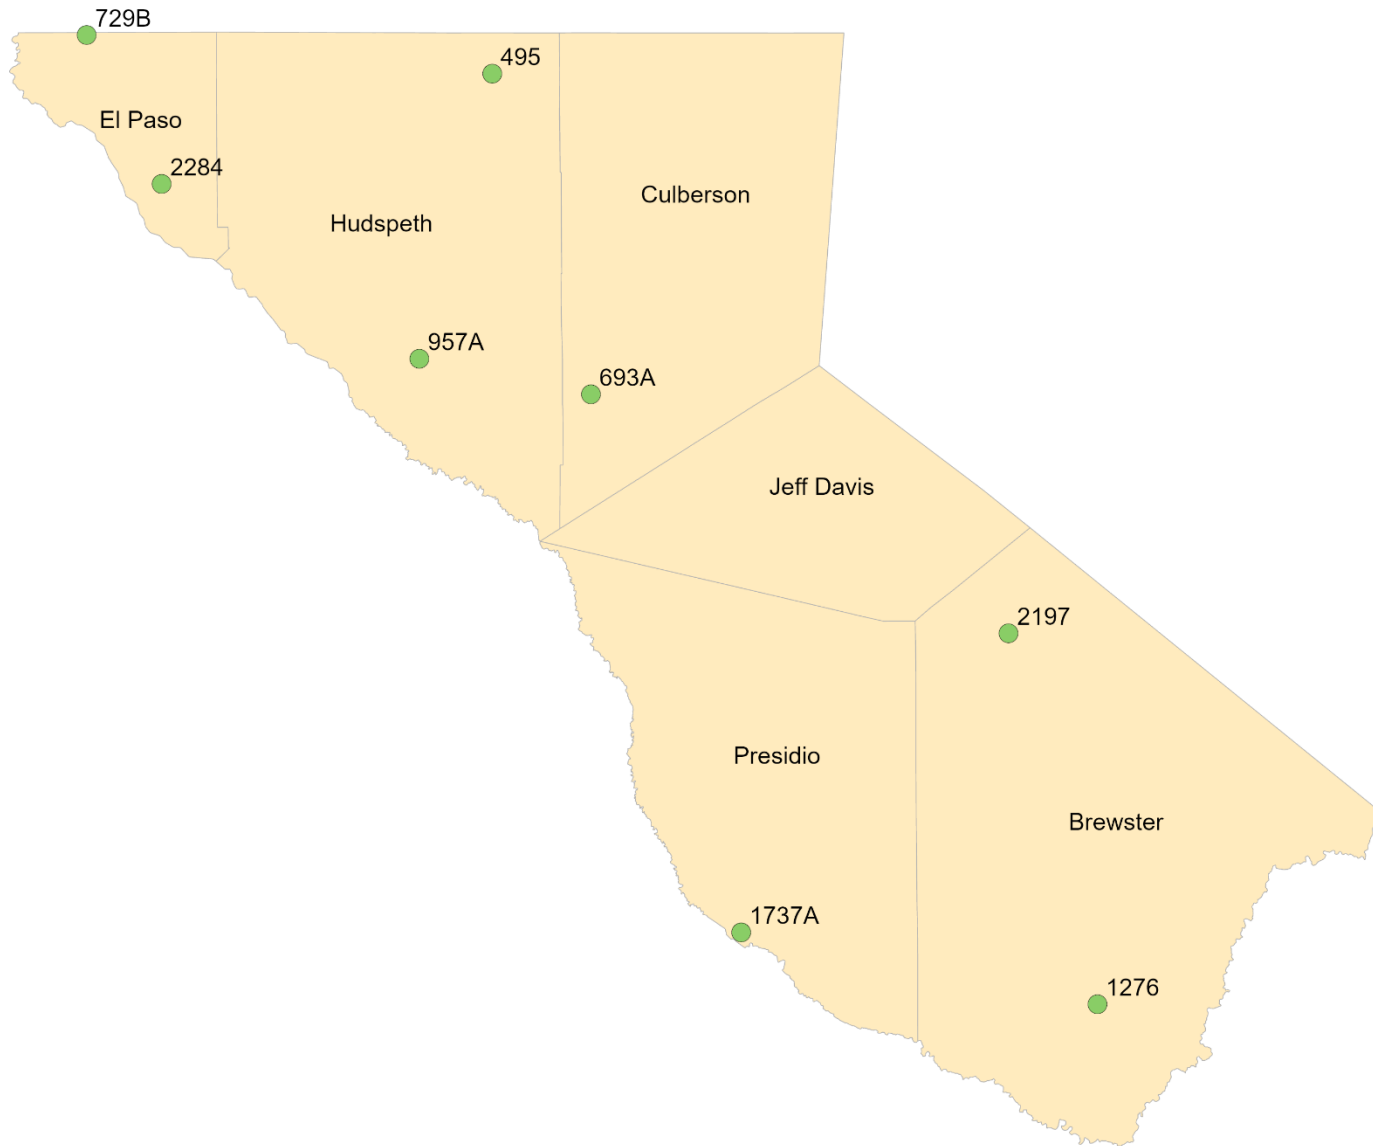 729B
495
El Paso
2284
Culberson
Hudspeth
957A
693A
Jeff Davis
2197
Presidio
Brewster
1737A
1276